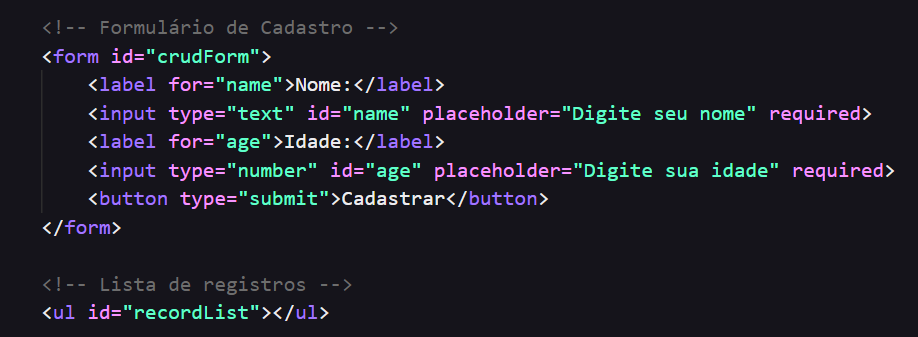 <!-- Formulário de Cadastro -->
<form id="crudForm">
<label for="name">Nome:</label>
<input type="text" id="name" placeholder="Digite seu nome" required>
<label for="age">Idade:</label>
<input type="number" id="age" placeholder="Digite sua idade" required>
<button type="submit">Cadastrar</button>
</form>
<!-- Lista de registros -->
<ul id="recordList"></ul>